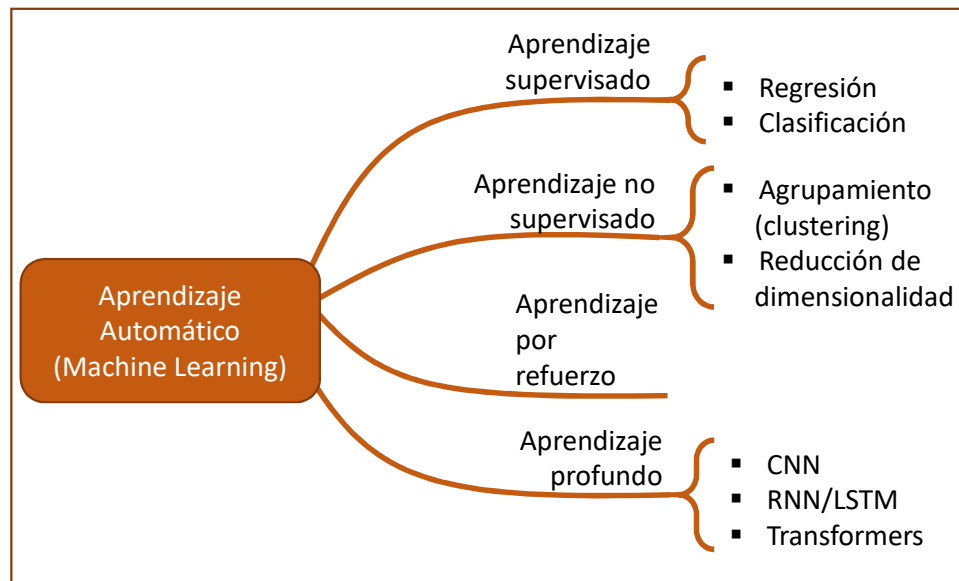 Aprendizaje
Automático
(Machine Learning)
Aprendizaje
supervisado
▪ Regresión
▪ Clasificación
Aprendizaje no
supervisado
▪ Agrupamiento
(clustering)
▪ Reducción de
dimensionalidad
Aprendizaje
por
refuerzo
Aprendizaje
profundo
▪ CNN
▪ RNN/LSTM
▪ Transformers